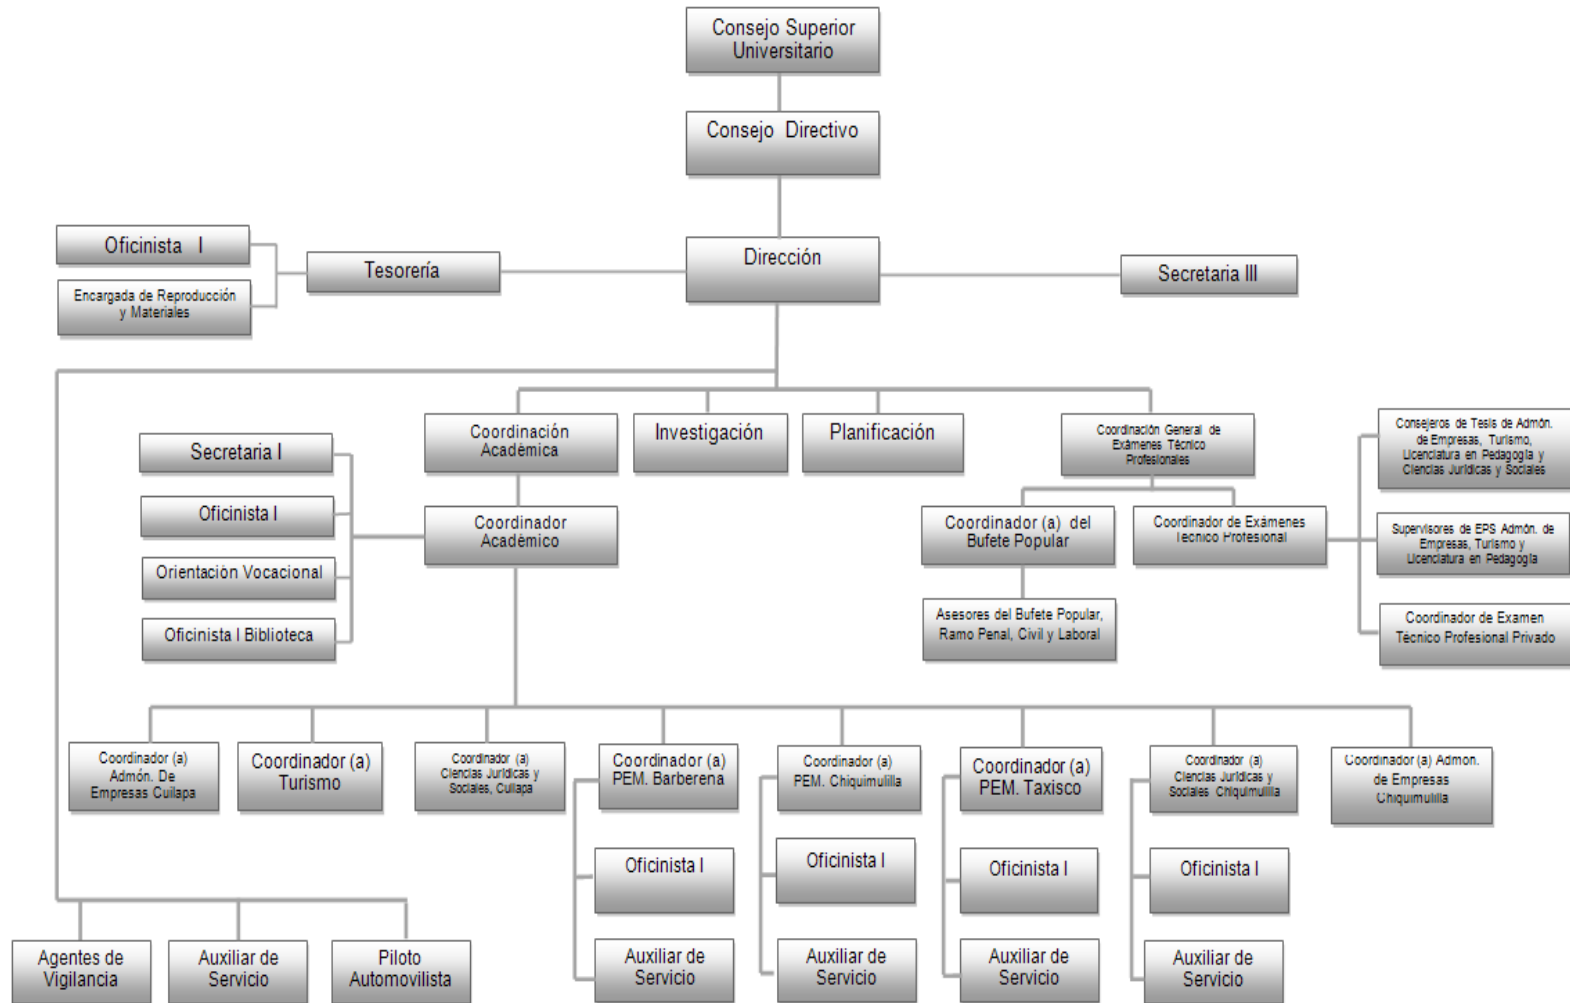 Consejo Superior
Universitario
Consejo Directivo
Dirección
Oficinista I
Tesorería
Encargada de Reproducción
y Materiales
Secretaria III
Coordinación
Académica
Investigación
Planificación
Coordinación General de
Exámenes Técnico
Profesionales
Consejeros de Tesis de Admón.
de Empresas, Turismo,
Licenciatura en Pedagogía y
Ciencias Jurídicas y Sociales
Secretaria I
Oficinista I
Orientación Vocacional
Oficinista I Biblioteca
Coordinador
Académico
Coordinador (a) del
Bufete Popular
Coordinador de Exámenes
Técnico Profesional
Supervisores de EPS Admón. de
Empresas, Turismo y
Licenciatura en Pedagogía
Asesores del Bufete Popular,
Ramo Penal, Civil y Laboral
Coordinador de Examen
Técnico Profesional Privado
Coordinador (a)
Admón. De
Empresas Cuilapa
Coordinador (a)
Turismo
Coordinador (a)
Ciencias Jurídicas y
Sociales, Cuilapa
Coordinador (a)
PEM. Barberena
Coordinador (a)
PEM. Chiquimulilla
Coordinador (a)
PEM. Taxisco
Coordinador (a)
Ciencias Jurídicas y
Sociales Chiquimulilla
Coordinador (a) Admon.
de Empresas
Chiquimulilla
Oficinista I
Oficinista I
Oficinista I
Oficinista I
Agentes de
Vigilancia
Auxiliar de
Servicio
Piloto
Automovilista
Auxiliar de
Servicio
Auxiliar de
Servicio
Auxiliar de
Servicio
Auxiliar de
Servicio